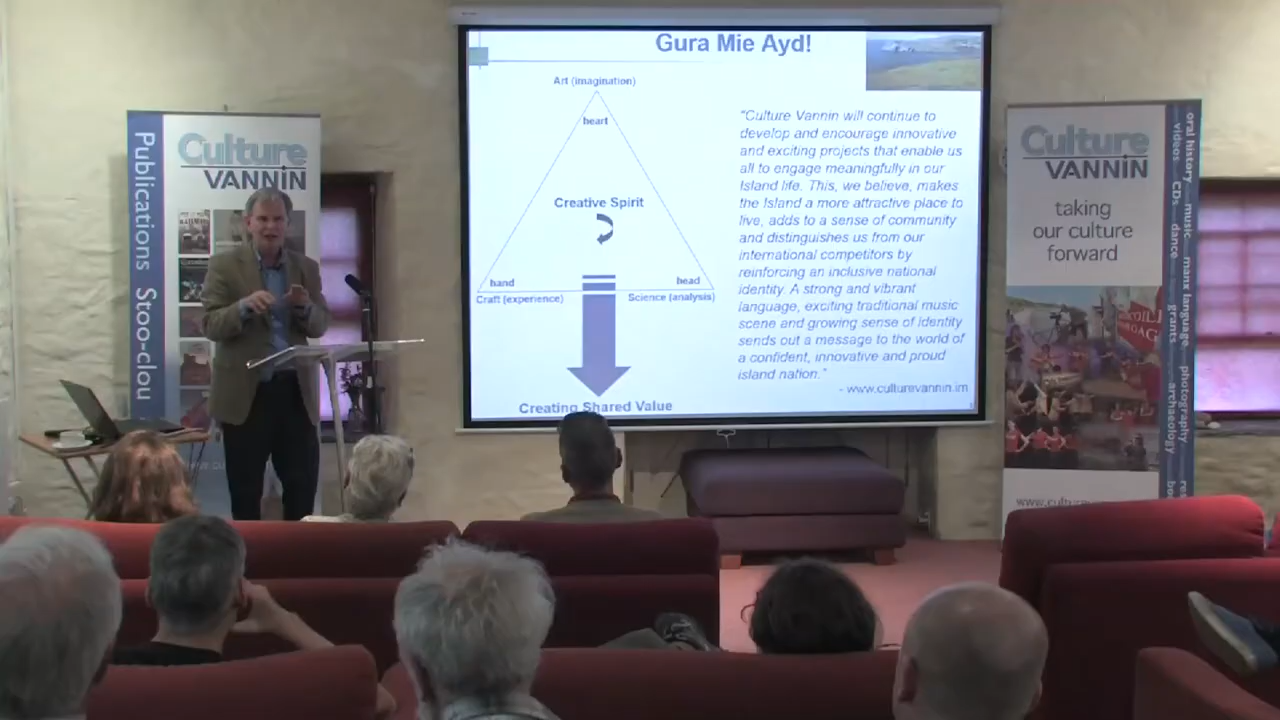 Gura Mie Ayd!
Art (imagination)
heart
Creative Spirit
hand
head
Craft (experience)
Science (analysis)
Creating Shared Value
"Culture Vannin will continue to
develop and encourage innovative
and exciting projects that enable us
all to engage meaningfully in our
Island life. This, we believe, makes
the Island a more attractive place to
live, adds to a sense of community
and distinguishes us from our
international competitors by
reinforcing an inclusive national
identity. A strong and vibrant
language, exciting traditional music
scene and growing sense of identity
sends out a message to the world of
a confident, innovative and proud
island nation."
- www.culturevannin.im
Publications Stoo-clou
Culture
VANNIN
Culture
VANNIN
taking
our culture
forward
oral history music manx language photography
videos CDs dance grants archaeology